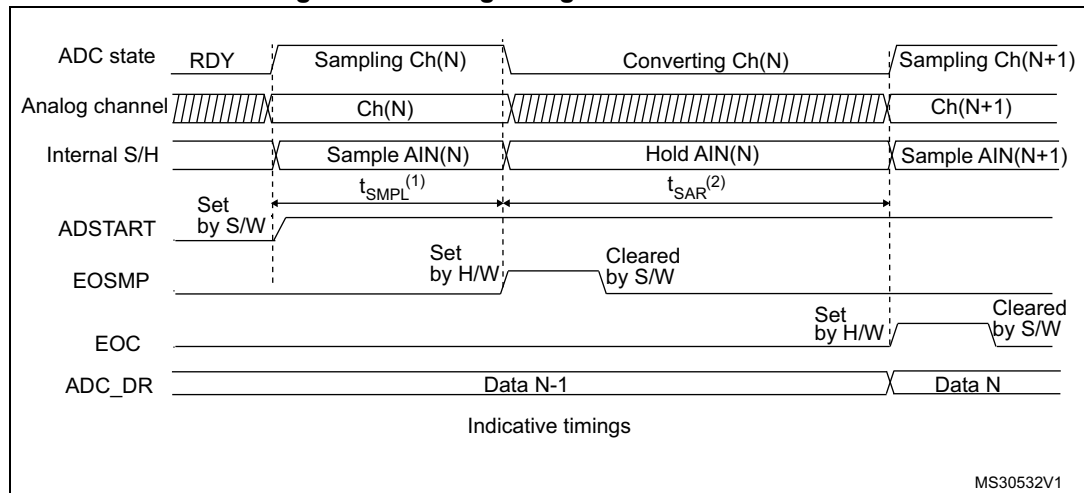 ADC state RDY Sampling Ch(N) Converting Ch(N) Sampling Ch(N+1)
Analog channel Ch(N) Ch(N+1)
Internal S/H Sample AIN(N) Hold AIN(N) Sample AIN(N+1)
tSMPL(1) tSAR(2)
ADSTART Set by S/W
EOSMP Set by H/W Cleared by S/W
EOC Set by H/W Cleared by S/W
ADC_DR Data N-1 Data N
Indicative timings
MS30532V1